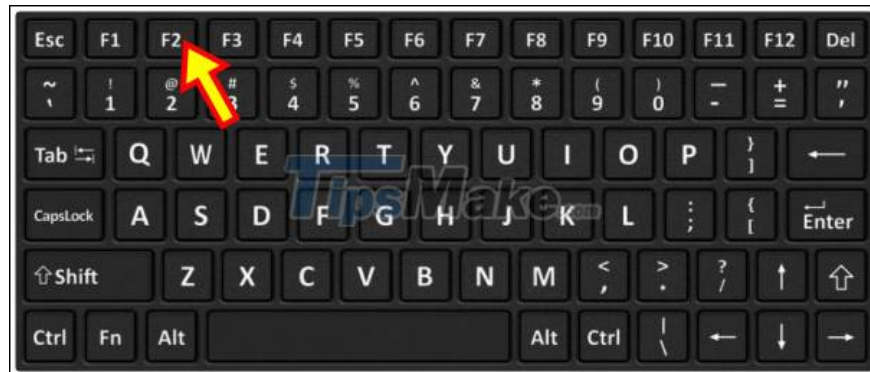 Esc F1 F2 F3 F4 F5 F6 F7 F8 F9 F10 F11 F12 Del
~ ! @ # $ % ^ & * ( ) — + "
` 1 2 3 4 5 6 7 8 9 0 - = '
Tab Q W E R T Y U I O P } ]
CapsLock A S D F G H J K L : ; { [ Enter
TipsMake.com
Shift Z X C V B N M < , > . ? /
Ctrl Fn Alt Alt Ctrl | \